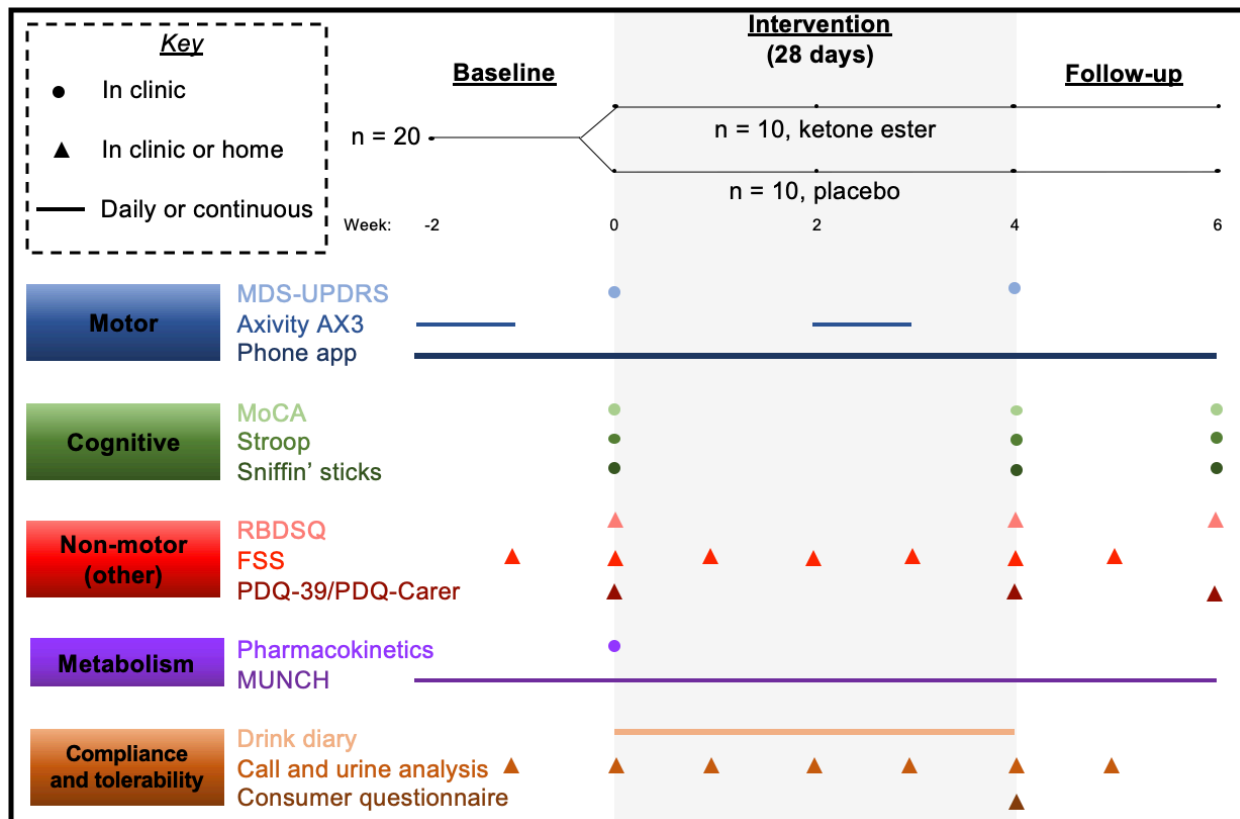 Key
In clinic
In clinic or home
Daily or continuous
Intervention
(28 days)
Baseline
Follow-up
n = 20
n = 10, ketone ester
n = 10, placebo
Week: -2 0 2 4 6
Motor
MDS-UPDRS
Axivity AX3
Phone app
Cognitive
MoCA
Stroop
Sniffin’ sticks
Non-motor
(other)
RBDSQ
FSS
PDQ-39/PDQ-Carer
Metabolism
Pharmacokinetics
MUNCH
Compliance
and tolerability
Drink diary
Call and urine analysis
Consumer questionnaire